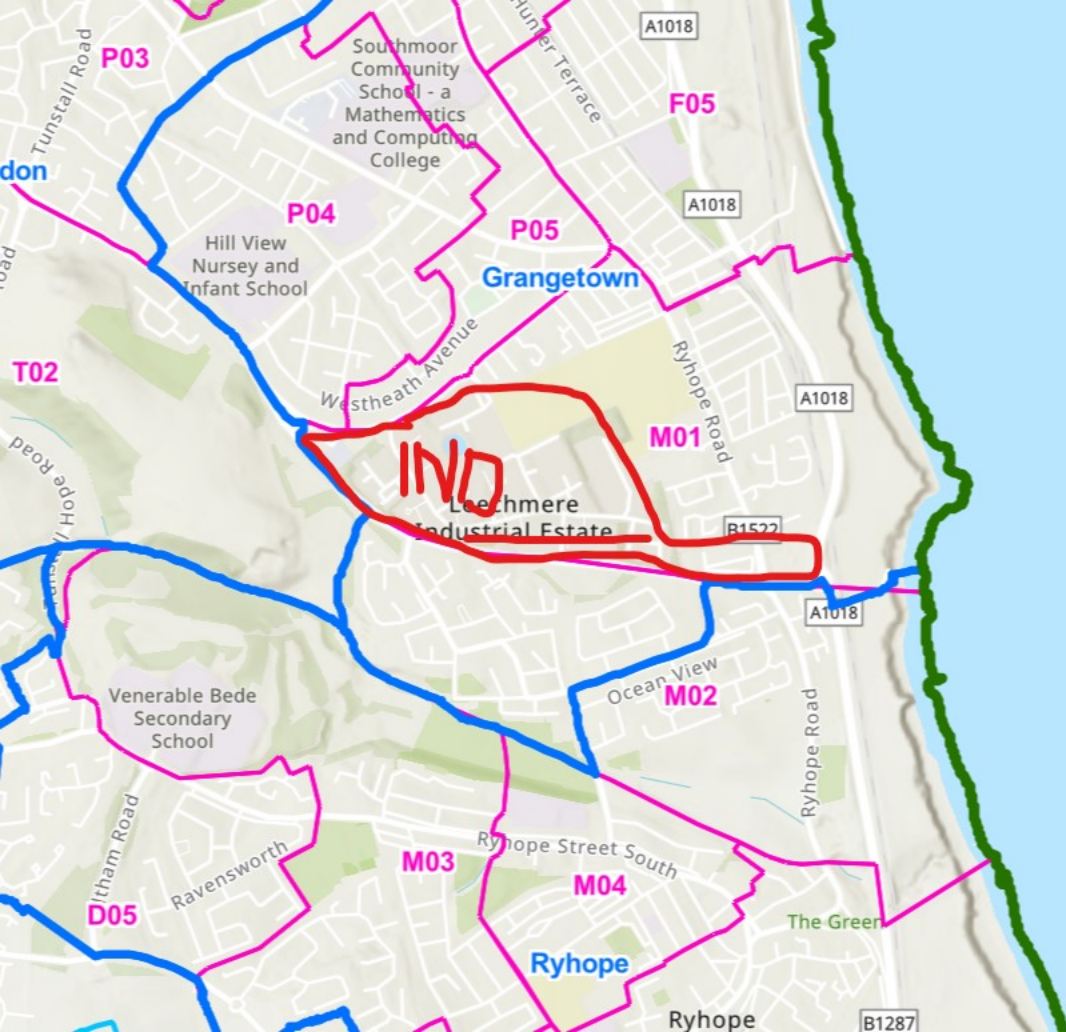 A1018
P03
Tunstall Road
Hunter Terrace
Southmoor
Community
School - a
Mathematics
and Computing
College
F05
don
P04
A1018
P05
Hill View
Nursey and
Infant School
Grangetown
T02
Westheath Avenue
Ryhope Road
A1018
M01
IND
Leechmere
Industrial Estate
B1522
Tunstall Hope Road
A1018
Ocean View
M02
Venerable Bede
Secondary
School
Ryhope Road
ltham Road
Ravensworth
M03
Ryhope Street South
M04
D05
The Green
Ryhope
Ryhope
B1287